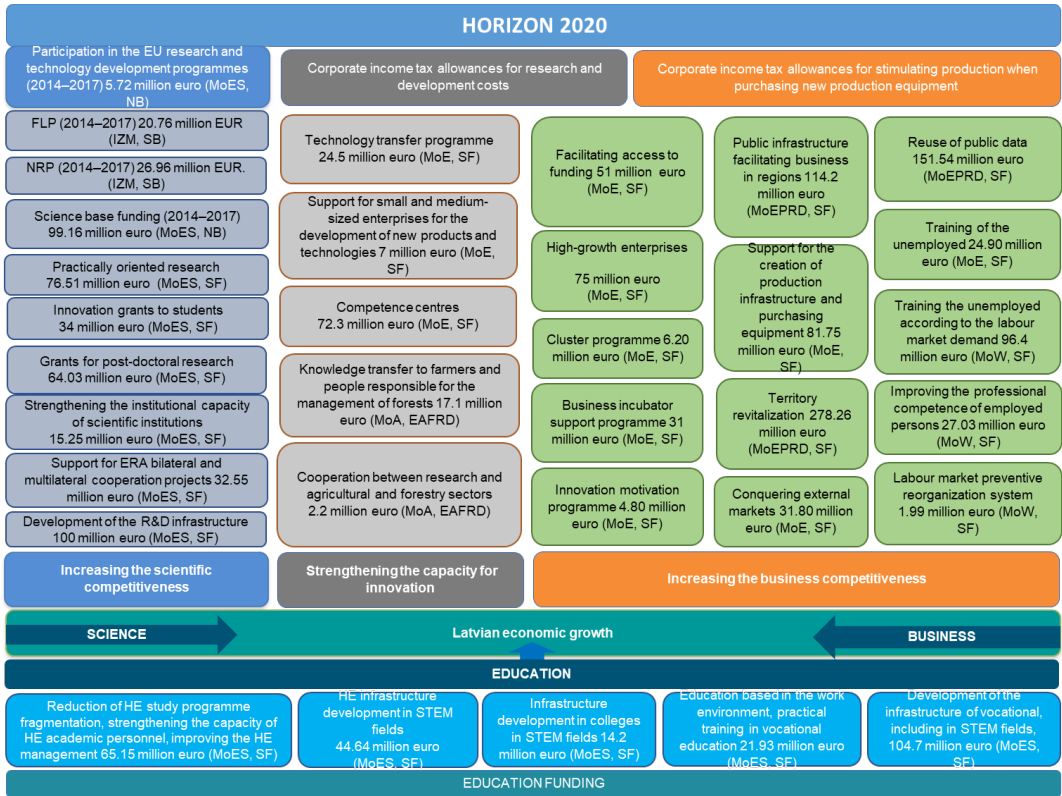 HORIZON 2020
Participation in the EU research and
technology development programmes
(2014–2017) 5.72 million euro (MoES,
NB)
Corporate income tax allowances for research and
development costs
Corporate income tax allowances for stimulating production when
purchasing new production equipment
FLP (2014–2017) 20.76 million EUR
(IZM, SB)
NRP (2014–2017) 26.96 million EUR.
(IZM, SB)
Science base funding (2014–2017)
99.16 million euro (MoES, NB)
Practically oriented research
76.51 million euro (MoES, SF)
Innovation grants to students
34 million euro (MoES, SF)
Grants for post-doctoral research
64.03 million euro (MoES, SF)
Strengthening the institutional capacity
of scientific institutions
15.25 million euro (MoES, SF)
Support for ERA bilateral and
multilateral cooperation projects 32.55
million euro (MoES, SF)
Development of the R&D infrastructure
100 million euro (MoES, SF)
Technology transfer programme
24.5 million euro (MoE, SF)
Support for small and medium-
sized enterprises for the
development of new products and
technologies 7 million euro (MoE,
SF)
Competence centres
72.3 million euro (MoE, SF)
Knowledge transfer to farmers and
people responsible for the
management of forests 17.1 million
euro (MoA, EAFRD)
Cooperation between research and
agricultural and forestry sectors
2.2 million euro (MoA, EAFRD)
Facilitating access to
funding 51 million euro
(MoE, SF)
High-growth enterprises
75 million euro
(MoE, SF)
Cluster programme 6.20
million euro (MoE, SF)
Business incubator
support programme 31
million euro (MoE, SF)
Innovation motivation
programme 4.80 million
euro (MoE, SF)
Public infrastructure
facilitating business
in regions 114.2
million euro
(MoEPRD, SF)
Support for the
creation of
production
infrastructure and
purchasing
equipment 81.75
million euro (MoE,
SF)
Territory
revitalization 278.26
million euro
(MoEPRD, SF)
Conquering external
markets 31.80 million
euro (MoE, SF)
Reuse of public data
151.54 million euro
(MoEPRD, SF)
Training of the
unemployed 24.90 million
euro (MoE, SF)
Training the unemployed
according to the labour
market demand 96.4
million euro (MoW, SF)
Improving the professional
competence of employed
persons 27.03 million euro
(MoW, SF)
Labour market preventive
reorganization system
1.99 million euro (MoW,
SF)
Increasing the scientific
competitiveness
Strengthening the capacity for
innovation
Increasing the business competitiveness
SCIENCE
Latvian economic growth
BUSINESS
EDUCATION
Reduction of HE study programme
fragmentation, strengthening the capacity of
HE academic personnel, improving the HE
management 65.15 million euro (MoES, SF)
HE infrastructure
development in STEM
fields
44.64 million euro
(MoES, SF)
Infrastructure
development in colleges
in STEM fields 14.2
million euro (MoES, SF)
Education based in the work
environment, practical
training in vocational
education 21.93 million euro
(MoES, SF)
Development of the
infrastructure of vocational,
including in STEM fields,
104.7 million euro (MoES,
SF)
EDUCATION FUNDING